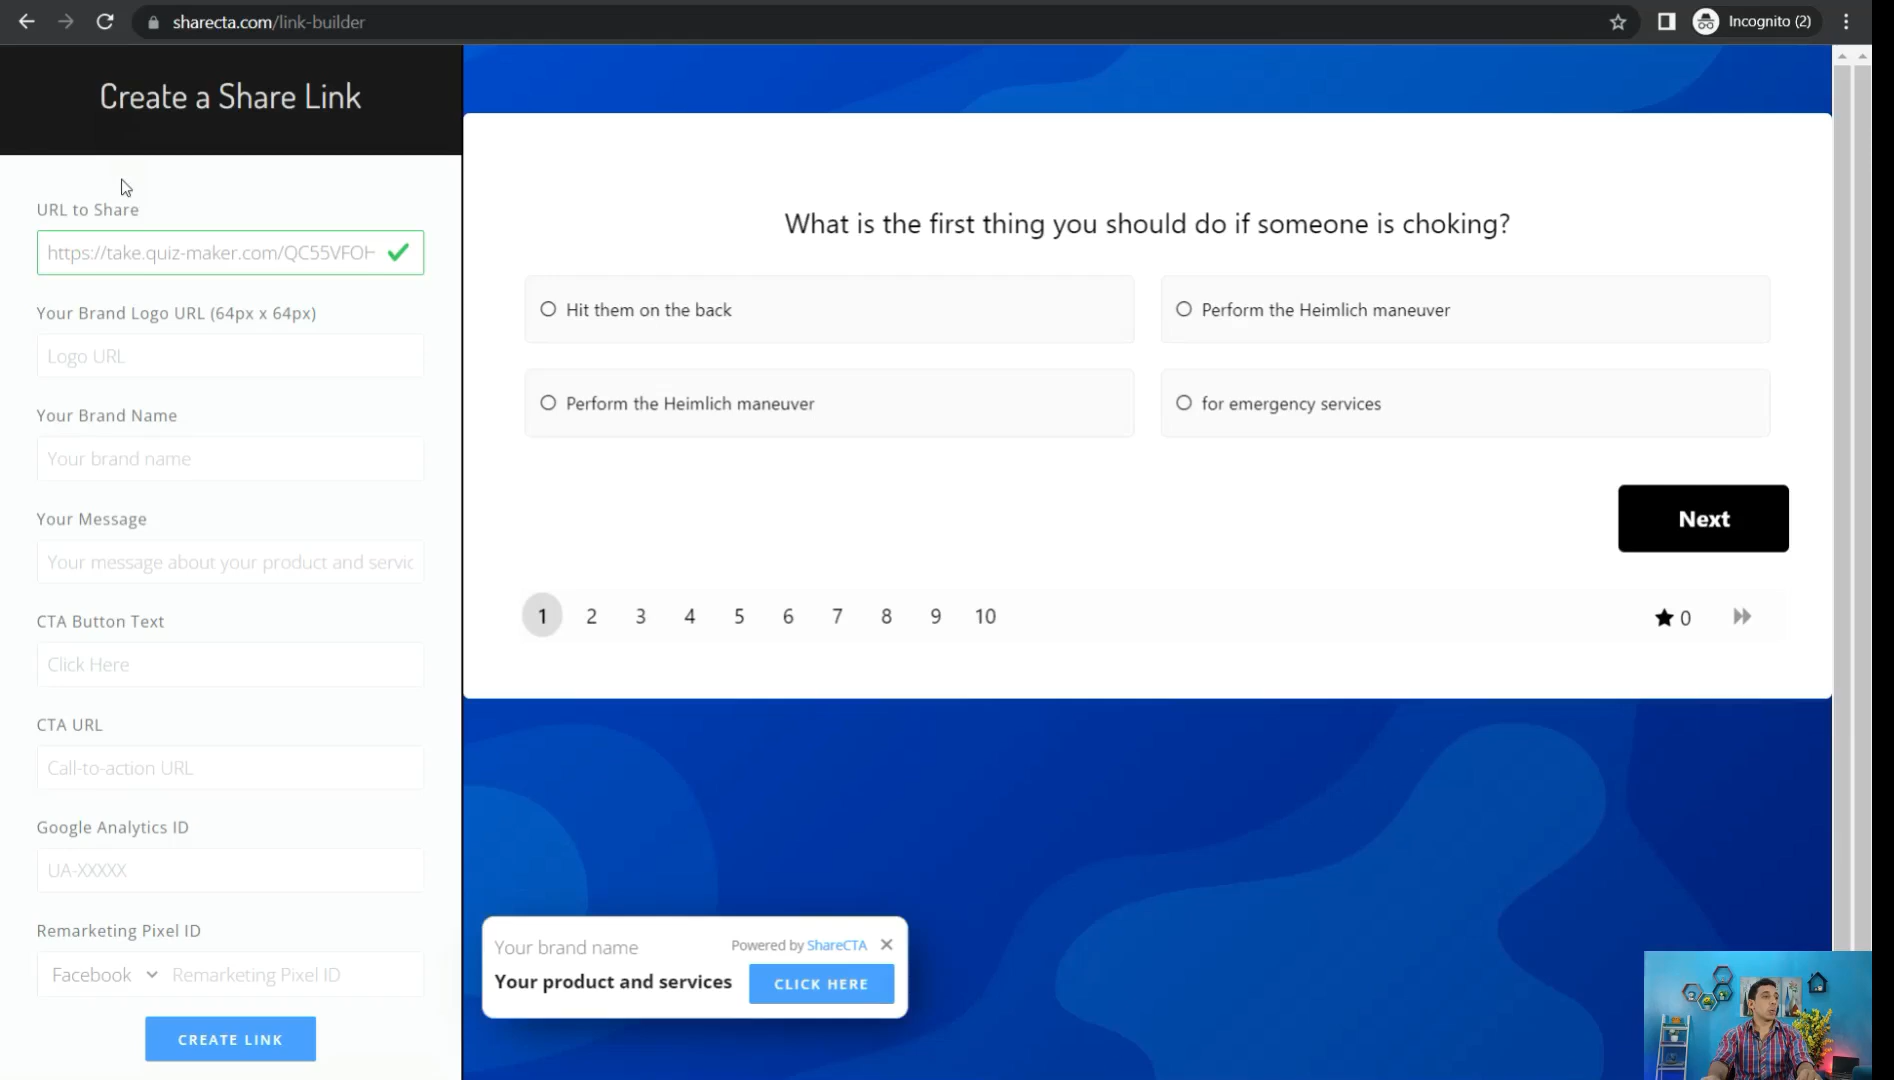 sharecta.com/link-builder
Incognito (2)
Create a Share Link
URL to Share
https://take.quiz-maker.com/QC55VFOH
Your Brand Logo URL (64px x 64px)
Logo URL
Your Brand Name
Your brand name
Your Message
Your message about your product and servic
CTA Button Text
Click Here
CTA URL
Call-to-action URL
Google Analytics ID
UA-XXXXX
Remarketing Pixel ID
Facebook Remarketing Pixel ID
CREATE LINK
What is the first thing you should do if someone is choking?
Hit them on the back
Perform the Heimlich maneuver
Perform the Heimlich maneuver
for emergency services
Next
1 2 3 4 5 6 7 8 9 10
0
Your brand name
Powered by ShareCTA
Your product and services
CLICK HERE